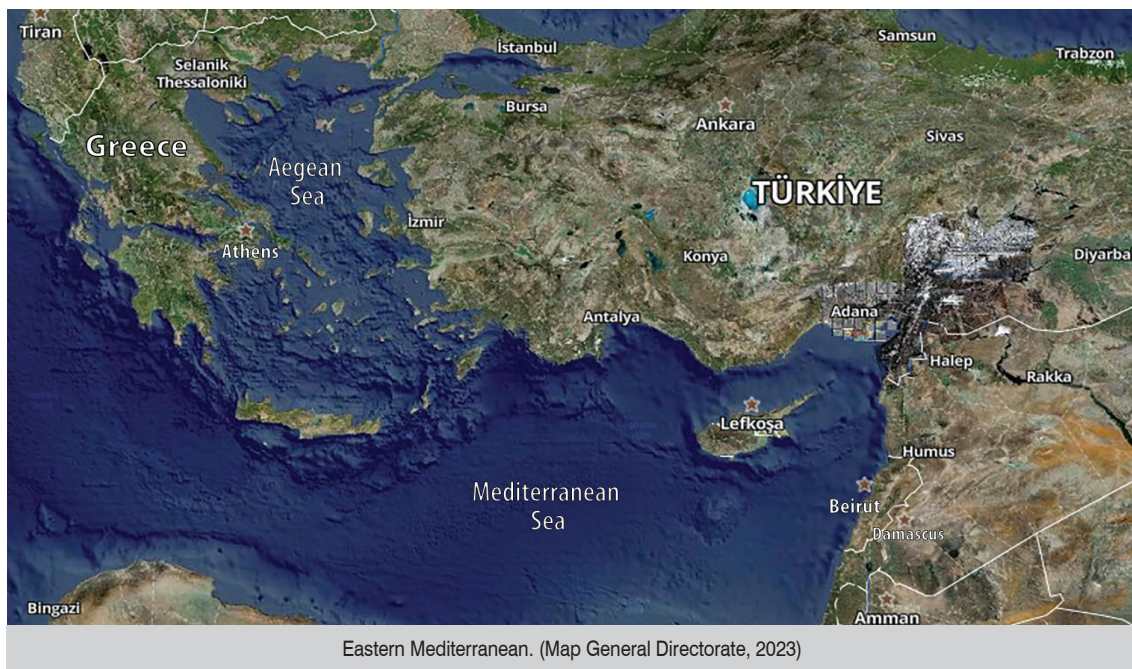 Tiran
Selanik
Thessaloniki
İstanbul
Samsun
Trabzon
Bursa
Ankara
Sivas
Greece
Aegean
Sea
TÜRKİYE
İzmir
Athens
Konya
Diyarba
Antalya
Adana
Halep
Rakka
Lefkoşa
Humus
Mediterranean
Sea
Beirut
Damascus
Bingazi
Amman
Eastern Mediterranean. (Map General Directorate, 2023)